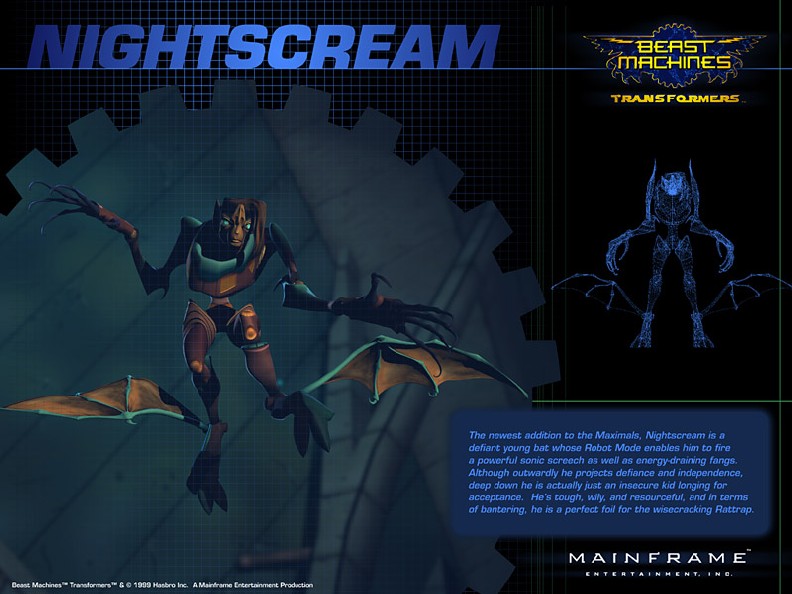 NIGHTSCREAM
BEAST
MACHINES
TRANSFORMERS™
The newest addition to the Maximals, Nightscream is a
defiant young bat whose Robot Mode enables him to fire
a powerful sonic screech as well as energy-draining fangs.
Although outwardly he projects defiance and independence,
deep down he is actually just an insecure kid longing for
acceptance. He's tough, wily, and resourceful, and in terms
of bantering, he is a perfect foil for the wisecracking Rattrap.
MAINFRAME™
ENTERTAINMENT, INC.
Beast Machines™ Transformers™ & © 1999 Hasbro Inc. A Mainframe Entertainment Production